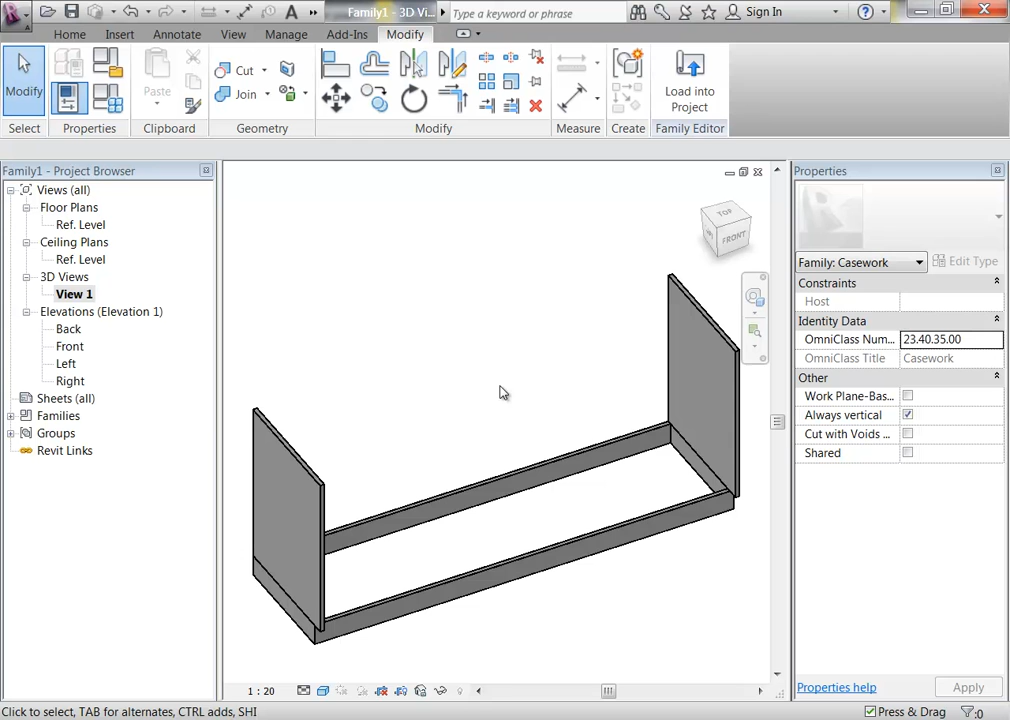 Family1 - 3D Vi...
Type a keyword or phrase
Sign In
Home Insert Annotate View Manage Add-Ins Modify
Modify
Paste
Cut
Join
Load into
Project
Select Properties Clipboard Geometry Modify Measure Create Family Editor
Family1 - Project Browser
Views (all)
Floor Plans
Ref. Level
Ceiling Plans
Ref. Level
3D Views
View 1
Elevations (Elevation 1)
Back
Front
Left
Right
Sheets (all)
Families
Groups
Revit Links
TOP
FRONT
1 : 20
Properties
Family: Casework
Edit Type
Constraints
Host
Identity Data
OmniClass Num... 23.40.35.00
OmniClass Title Casework
Other
Work Plane-Bas...
Always vertical
Cut with Voids ...
Shared
Properties help
Apply
Click to select, TAB for alternates, CTRL adds, SHI
Press & Drag
:0